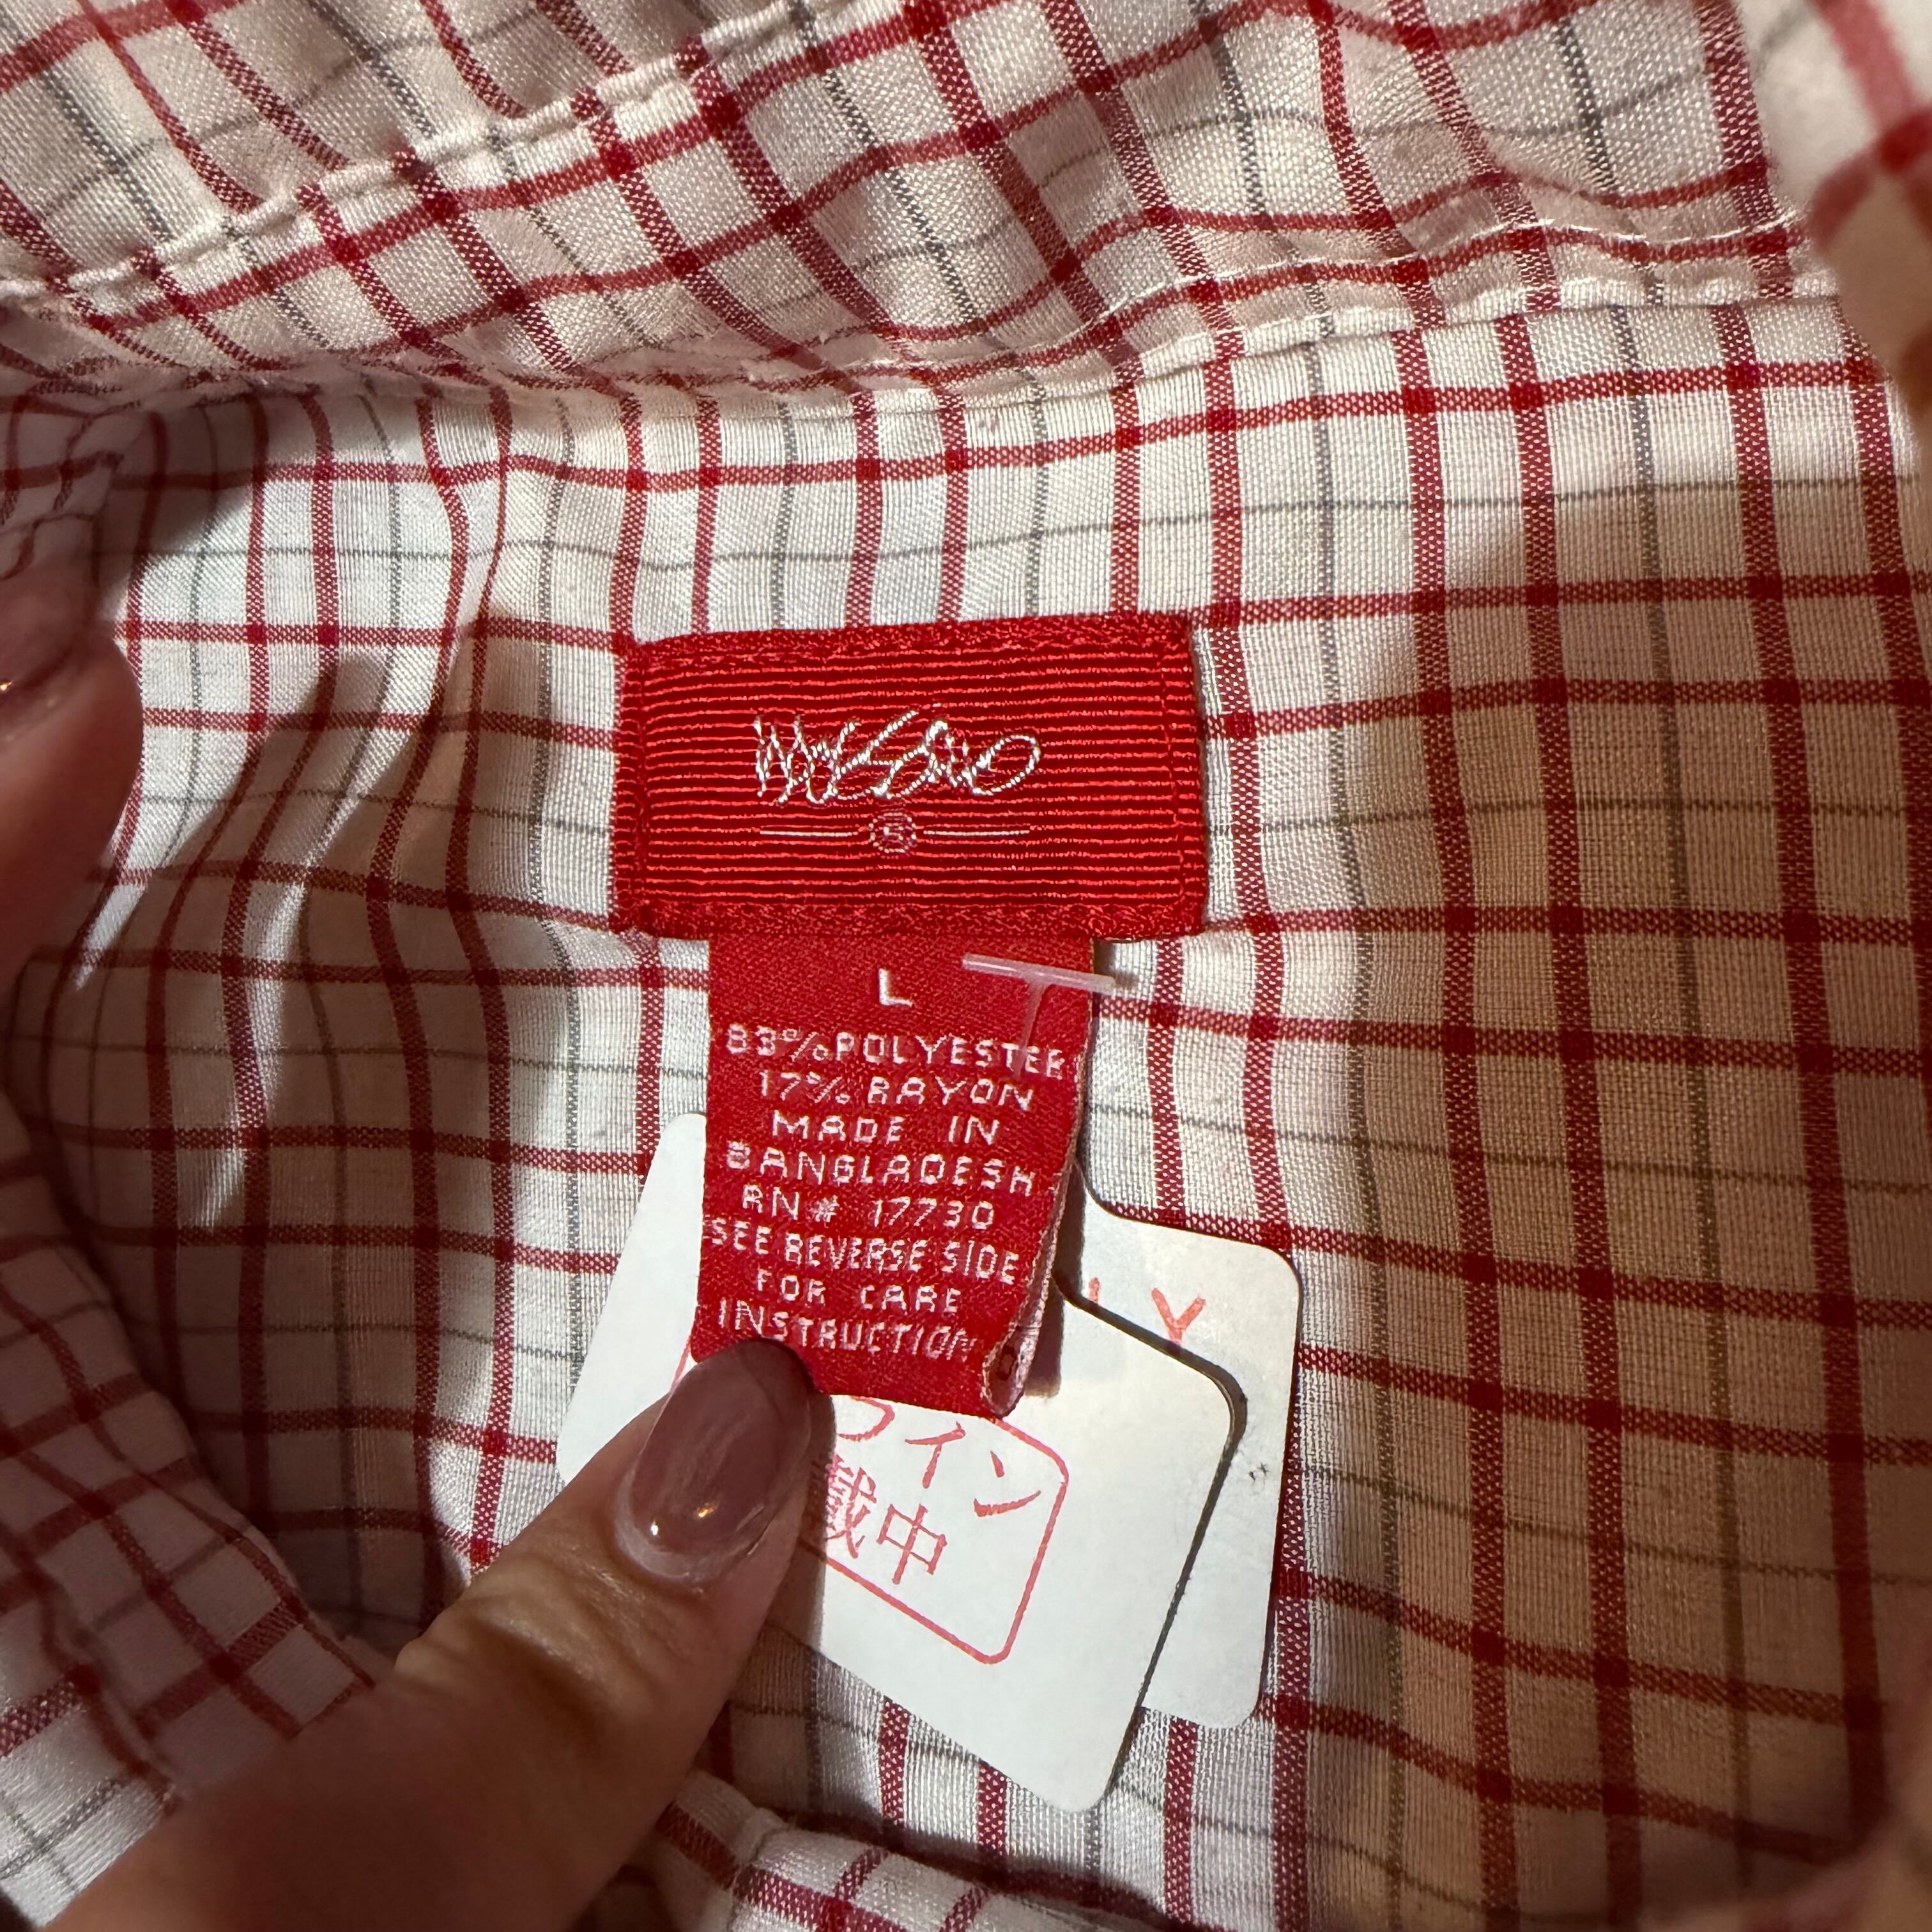 Mossimo
L
83% POLYESTER
17% RAYON
MADE IN
BANGLADESH
RN# 17730
SEE REVERSE SIDE
FOR CARE
INSTRUCTION
LY
ライン
載中